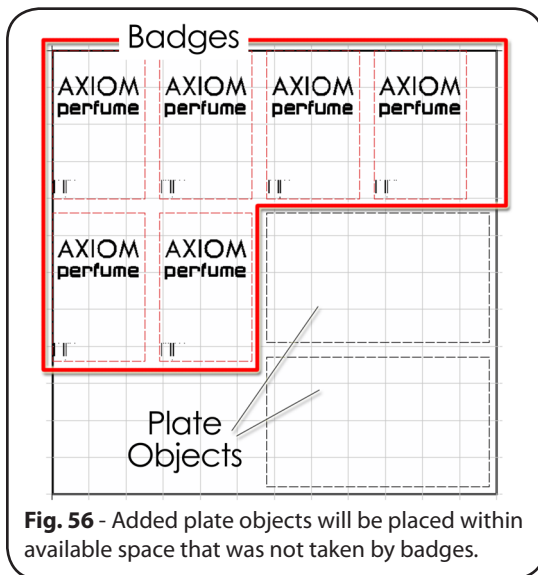 Badges
AXIOM AXIOM AXIOM AXIOM
perfume perfume perfume perfume
AXIOM AXIOM
perfume perfume
Plate
Objects
Fig. 56 - Added plate objects will be placed within
available space that was not taken by badges.